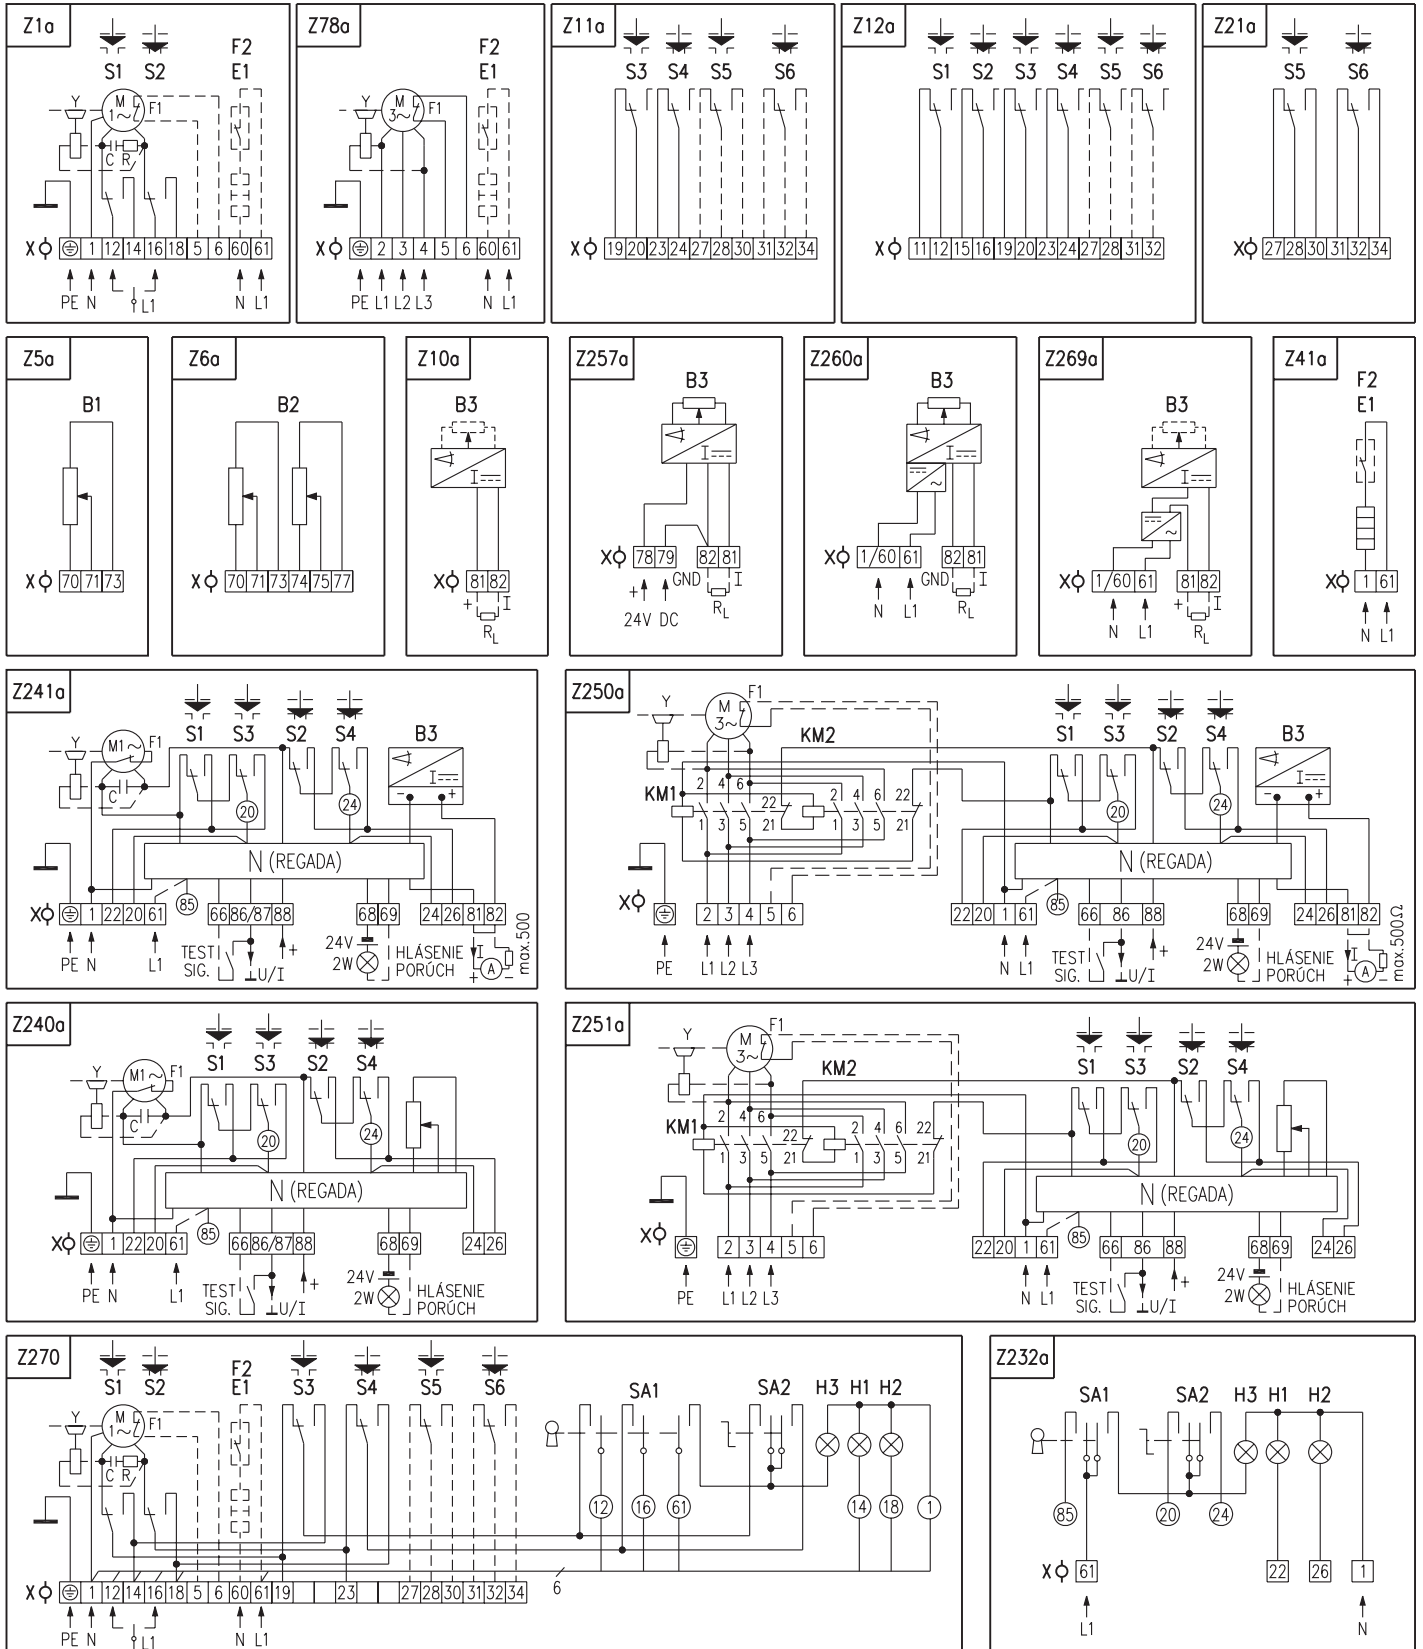 Z1a
S1 S2 F2
E1
Y M 1~ F1
C R
X PE 1 12 14 16 18 5 6 60 61
PE N L1 N L1
Z78a
F2
E1
Y M 3~ F1
X 2 3 4 5 6 60 61
PE L1 L2 L3 N L1
Z11a
S3 S4 S5 S6
X 19 20 23 24 27 28 30 31 32 34
Z12a
S1 S2 S3 S4 S5 S6
X 11 12 15 16 19 20 23 24 27 28 31 32
Z21a
S5 S6
X 27 28 30 31 32 34
Z5a
B1
X 70 71 73
Z6a
B2
X 70 71 73 74 75 77
Z10a
B3
I
X 81 82
+ I
RL
Z257a
B3
I
X 78 79 82 81
+ GND I
24V DC RL
Z260a
B3
I
~
X 1/60 61 82 81
GND I
N L1 RL
Z269a
B3
I
~
X 1/60 61 81 82
+ I
N L1 RL
Z41a
F2
E1
X 1 61
N L1
Z241a
S1 S3 S2 S4 B3
Y M1~ F1
C 20 24 I - +
N (REGADA)
85
X 1 22 20 61 66 86/87 88 68 69 24 26 81 82
PE N L1
TEST SIG. U/I +
24V 2W HLÁSENIE PORÚCH
I A + - max.500
Z250a
Y M 3~ F1
KM2
S1 S3 S2 S4 B3
2 4 6 22 2 4 6 22
KM1
1 3 5 21 1 3 5 21
20 24 I - +
N (REGADA)
85
X 2 3 4 5 6 22 20 1 61 66 86 88 68 69 24 26 81 82
PE L1 L2 L3 N L1
TEST SIG. U/I +
24V 2W HLÁSENIE PORÚCH
I A + - max.500Ω
Z240a
S1 S3 S2 S4
Y M1~ F1
C 20 24
N (REGADA)
85
X 1 22 20 61 66 86/87 88 68 69 24 26
PE N L1
TEST SIG. U/I +
24V 2W HLÁSENIE PORÚCH
Z251a
Y M 3~ F1
KM2
S1 S3 S2 S4
2 4 6 22 2 4 6 22
KM1
1 3 5 21 1 3 5 21
20 24
N (REGADA)
85
X 2 3 4 5 6 22 20 1 61 66 86 88 68 69 24 26
PE L1 L2 L3 N L1
TEST SIG. U/I +
24V 2W HLÁSENIE PORÚCH
Z270
S1 S2 F2 E1 S3 S4 S5 S6 SA1 SA2 H3 H1 H2
Y M 1~ F1
C R
12 16 61 14 18 1
X 1 12 14 16 18 5 6 60 61 19 23 27 28 30 31 32 34
6
PE N L1 N L1
Z232a
SA1 SA2 H3 H1 H2
85 20 24
X 61 22 26 1
L1 N